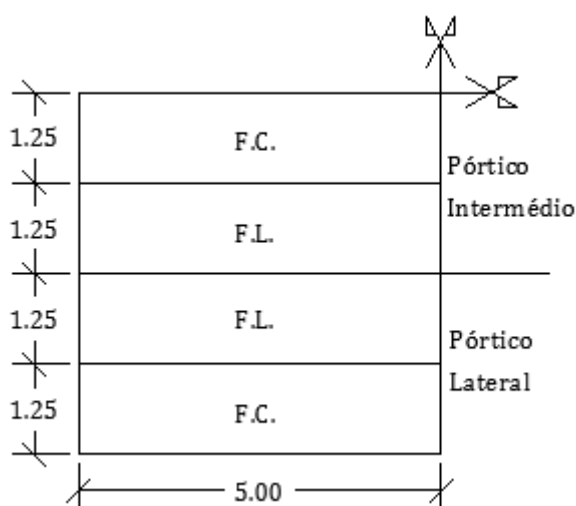 1.25
F.C.
Pórtico
Intermédio
1.25
F.L.
1.25
F.L.
Pórtico
Lateral
1.25
F.C.
5.00